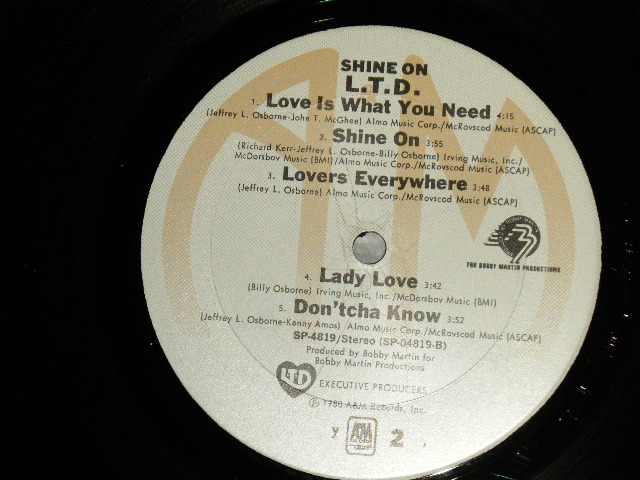 SHINE ON
L.T.D.
1. Love Is What You Need 4:15
(Jeffrey L. Osborne-John T. McGhee) Almo Music Corp./McRovscod Music (ASCAP)
2. Shine On 3:55
(Richard Kerr-Jeffrey L. Osborne-Billy Osborne) Irving Music, Inc./
McDorsbov Music (BMI)/Almo Music Corp./McRovscod Music (ASCAP)
3. Lovers Everywhere 3:48
(Jeffrey L. Osborne) Almo Music Corp./McRovscod Music (ASCAP)
FOR BOBBY MARTIN PRODUCTIONS
4. Lady Love 3:42
(Billy Osborne) Irving Music, Inc./McDorsbov Music (BMI)
5. Don'tcha Know 3:52
(Jeffrey L. Osborne-Kenny Amos) Almo Music Corp./McRovscod Music (ASCAP)
SP-4819/Stereo (SP-04819-B)
Produced by Bobby Martin for
Bobby Martin Productions
LTD EXECUTIVE PRODUCERS
℗ 1980 A&M Records, Inc.
y A&M 2